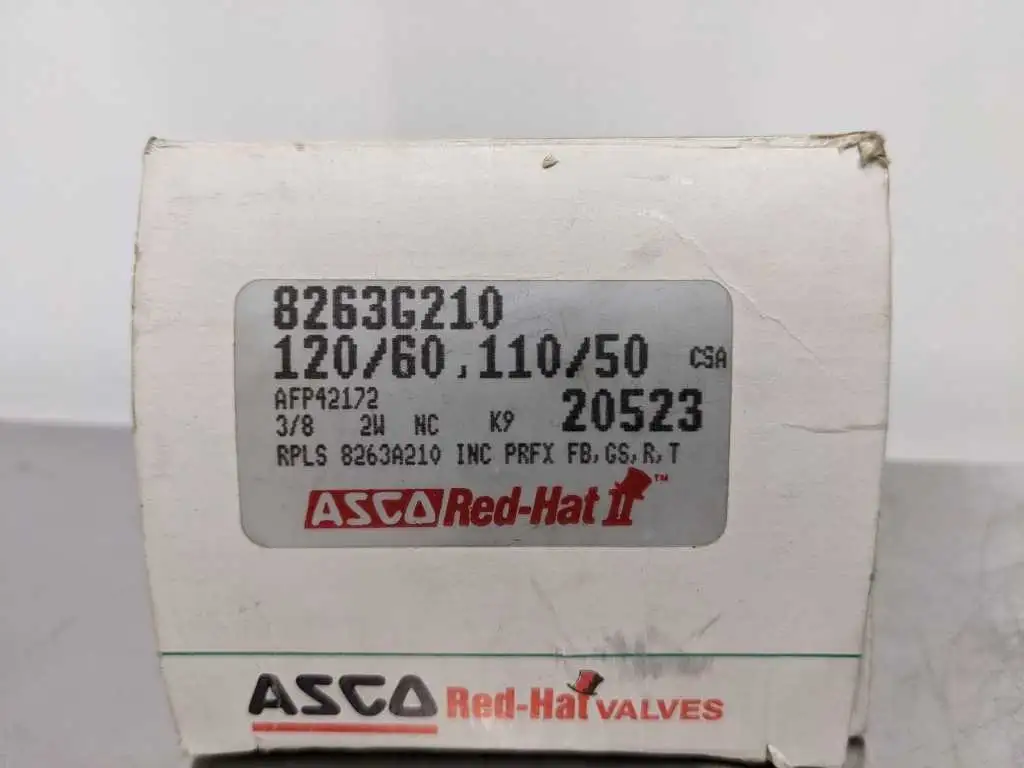 8263G210
120/60,110/50 CSA
AFP42172
3/8 2W NC K9 20523
RPLS 8263A210 INC PRFX FB,GS,R,T
ASCO Red-Hat II™
ASCO Red-Hat VALVES